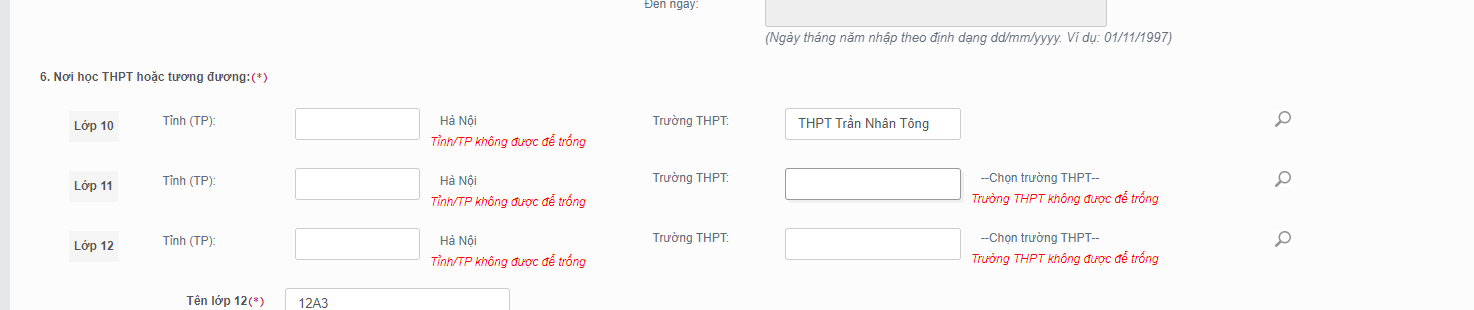 Đến ngày:
(Ngày tháng năm nhập theo định dạng dd/mm/yyyy. Ví dụ: 01/11/1997)
6. Nơi học THPT hoặc tương đương:(*)
Lớp 10 Tỉnh (TP): Hà Nội Trường THPT: THPT Trần Nhân Tông
Tỉnh/TP không được để trống
Lớp 11 Tỉnh (TP): Hà Nội Trường THPT: --Chọn trường THPT--
Tỉnh/TP không được để trống Trường THPT không được để trống
Lớp 12 Tỉnh (TP): Hà Nội Trường THPT: --Chọn trường THPT--
Tỉnh/TP không được để trống Trường THPT không được để trống
Tên lớp 12(*) 12A3